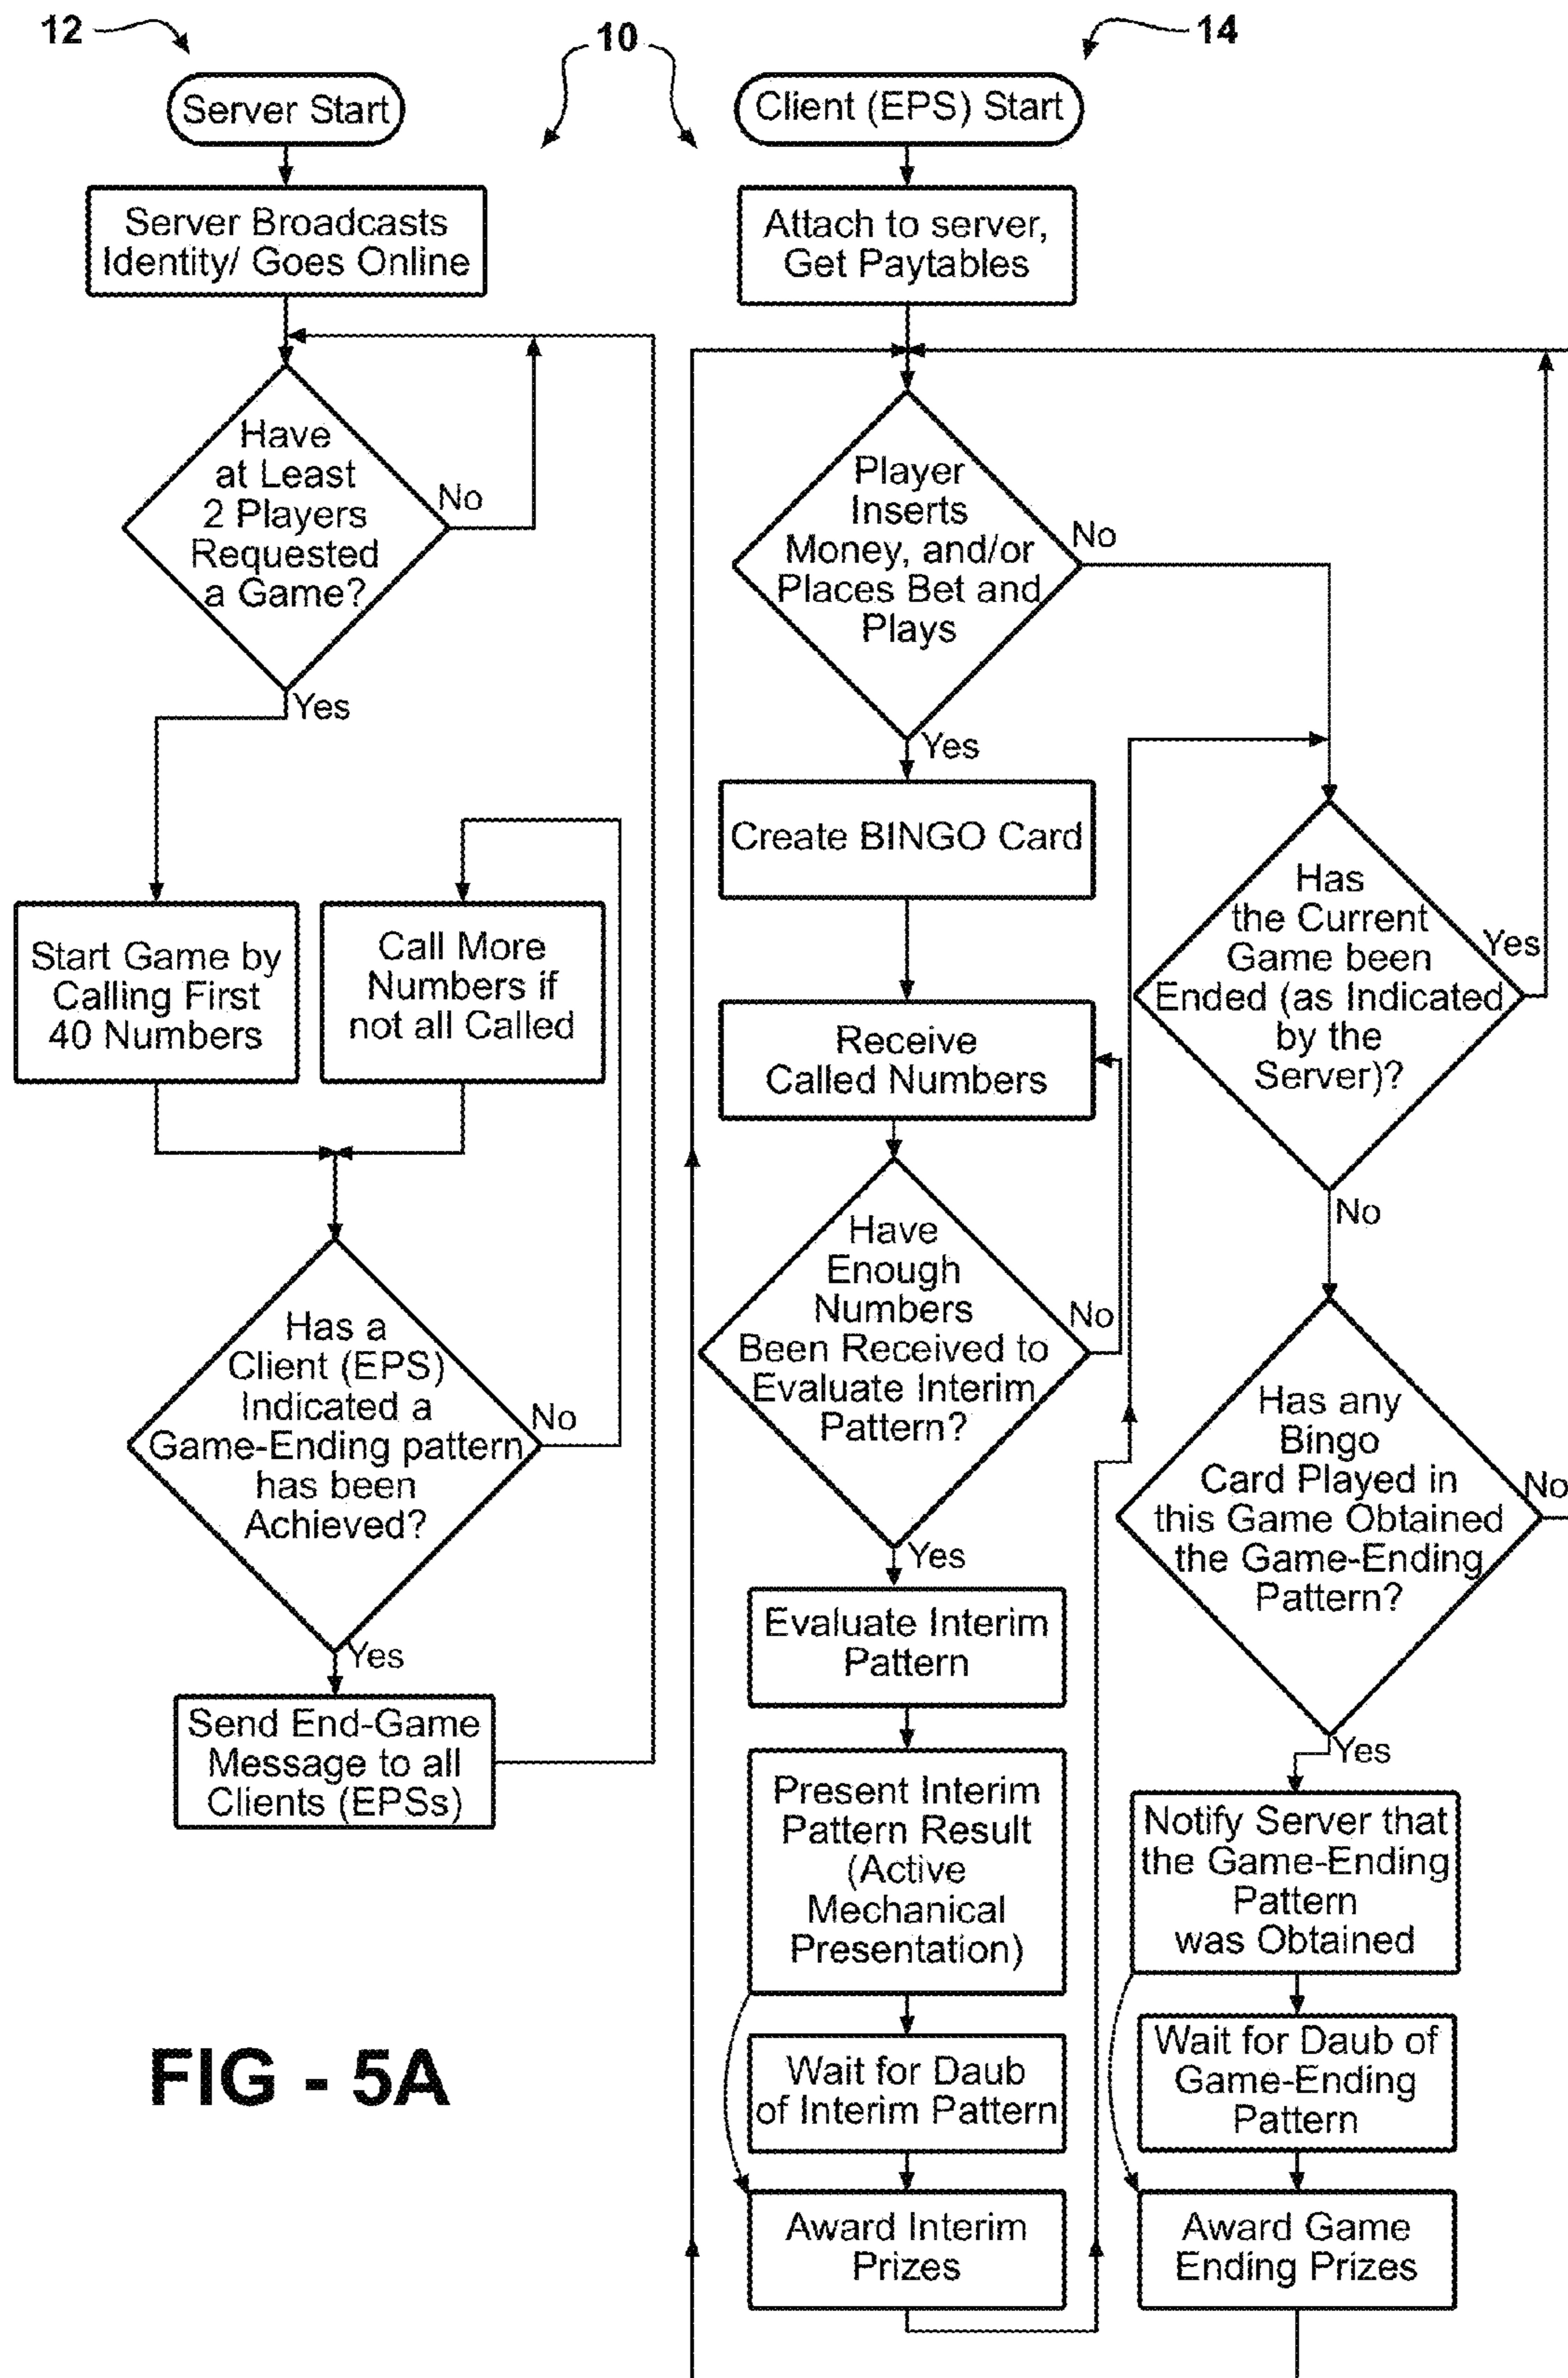 12
10
14
Server Start
Server Broadcasts
Identity/ Goes Online
Have
at Least
2 Players
Requested
a Game?
No
Yes
Start Game by
Calling First
40 Numbers
Call More
Numbers if
not all Called
Has a
Client (EPS)
Indicated a
Game-Ending pattern
has been
Achieved?
No
Yes
Send End-Game
Message to all
Clients (EPSs)
Client (EPS) Start
Attach to server,
Get Paytables
Player
Inserts
Money, and/or
Places Bet and
Plays
No
Yes
Create BINGO Card
Receive
Called Numbers
Have
Enough
Numbers
Been Received to
Evaluate Interim
Pattern?
No
Yes
Evaluate Interim
Pattern
Present Interim
Pattern Result
(Active
Mechanical
Presentation)
Wait for Daub
of Interim Pattern
Award Interim
Prizes
Has
the Current
Game been
Ended (as Indicated
by the
Server)?
Yes
No
Has any
Bingo
Card Played in
this Game Obtained
the Game-Ending
Pattern?
No
Yes
Notify Server that
the Game-Ending
Pattern
was Obtained
Wait for Daub of
Game-Ending
Pattern
Award Game
Ending Prizes
FIG - 5A